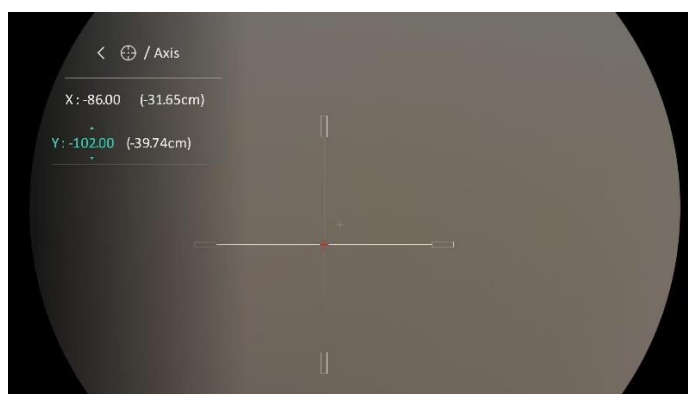 / Axis
X : -86.00 (-31.65cm)
Y : -102.00 (-39.74cm)